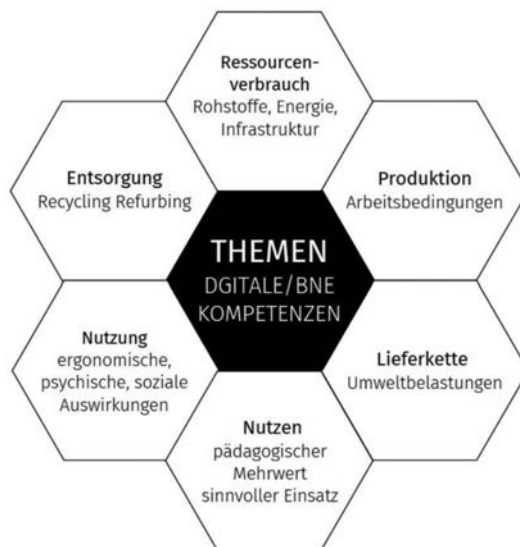 Ressourcen-
verbrauch
Rohstoffe, Energie,
Infrastruktur
Entsorgung
Recycling Refurbing
Produktion
Arbeitsbedingungen
THEMEN
DGITALE/BNE
KOMPETENZEN
Nutzung
ergonomische,
psychische, soziale
Auswirkungen
Lieferkette
Umweltbelastungen
Nutzen
pädagogischer
Mehrwert
sinnvoller Einsatz